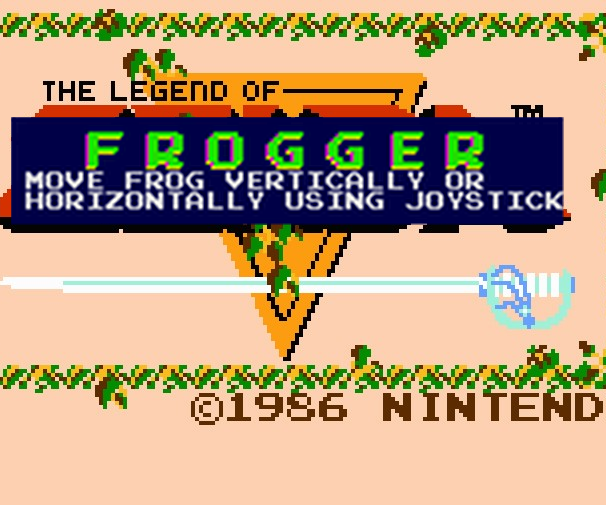 THE LEGEND OF
TM
FROGGER
MOVE FROG VERTICALLY OR
HORIZONTALLY USING JOYSTICK
©1986 NINTEND